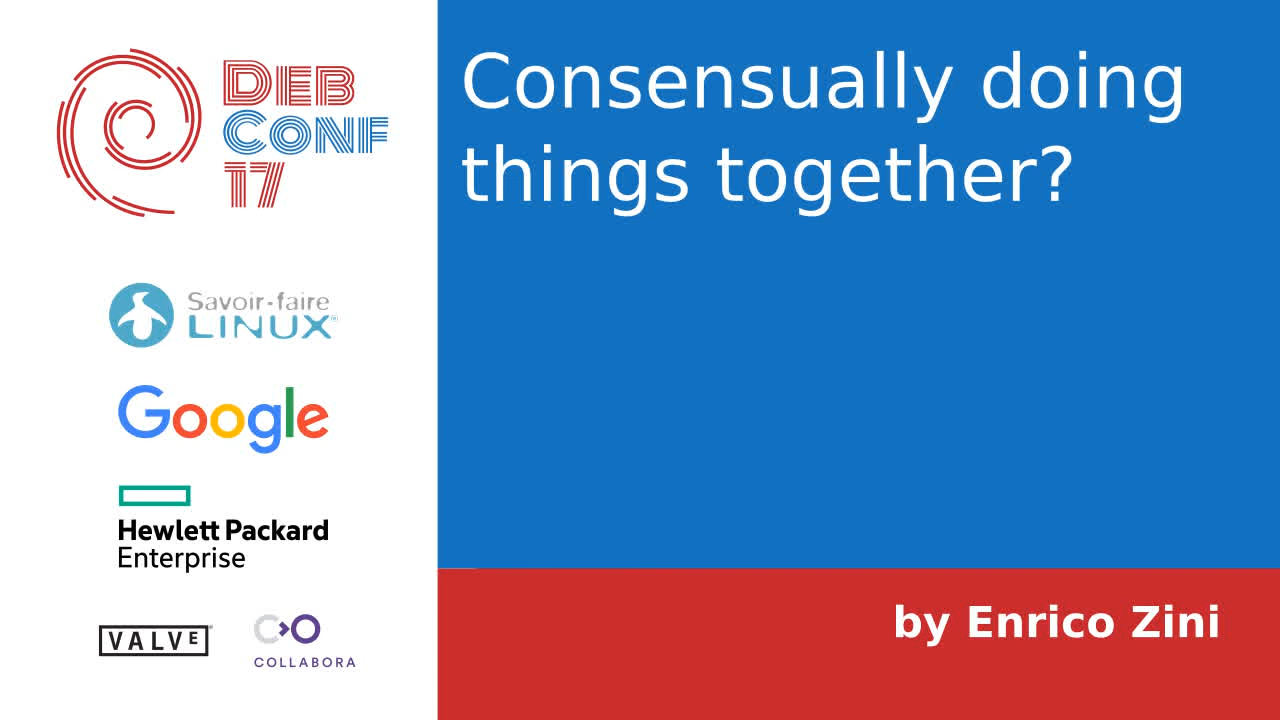 DEB
CONF
17
Savoir-faire
LINUX®
Google
Hewlett Packard
Enterprise
VALVE®
COLLABORA
Consensually doing
things together?
by Enrico Zini